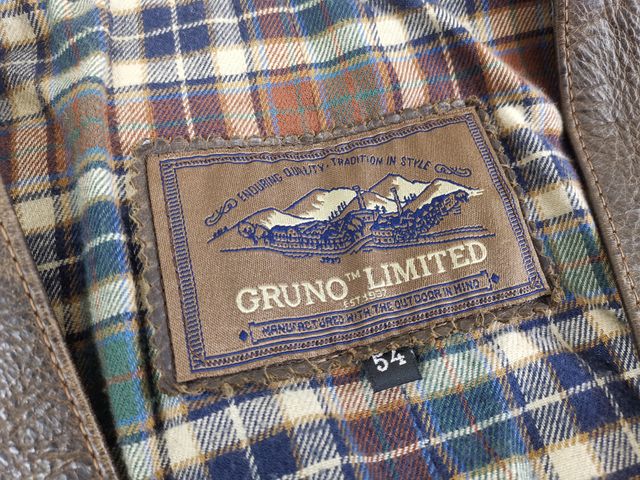 ENDURING QUALITY · TRADITION IN STYLE
GRUNO™ LIMITED
MANUFACTURED WITH THE OUTDOOR IN MIND
54